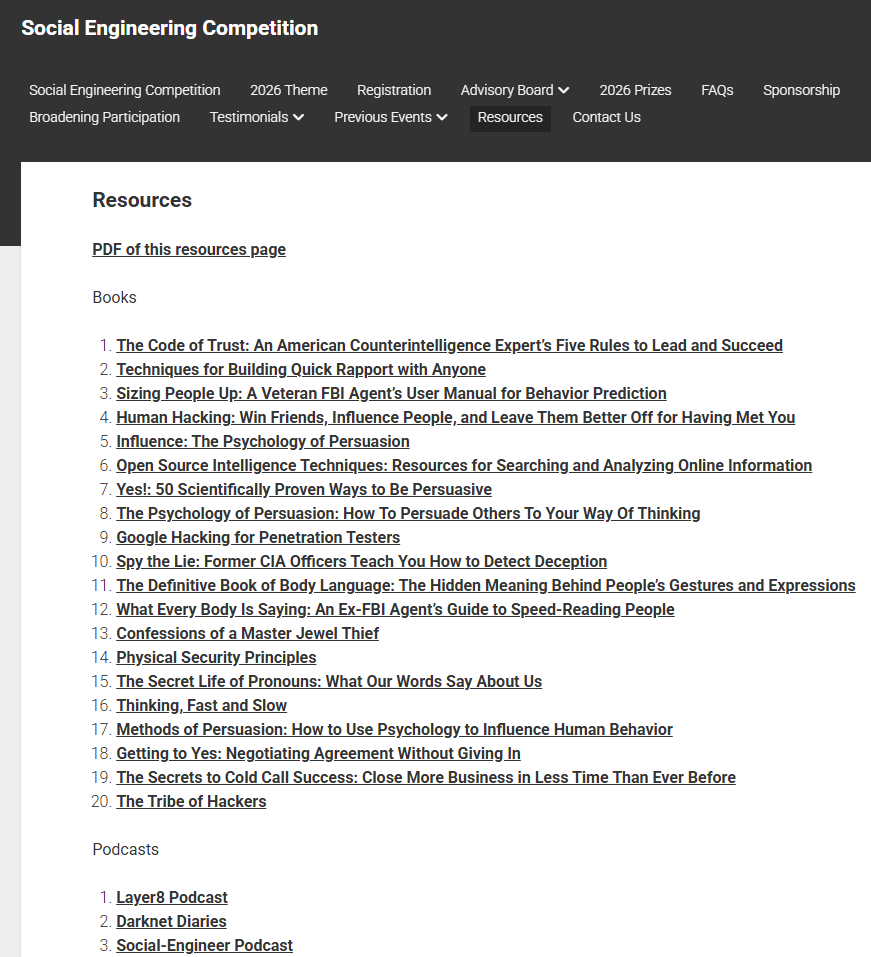 Social Engineering Competition
Social Engineering Competition 2026 Theme Registration Advisory Board 2026 Prizes FAQs Sponsorship
Broadening Participation Testimonials Previous Events Resources Contact Us
Resources
PDF of this resources page
Books
1. The Code of Trust: An American Counterintelligence Expert’s Five Rules to Lead and Succeed
2. Techniques for Building Quick Rapport with Anyone
3. Sizing People Up: A Veteran FBI Agent’s User Manual for Behavior Prediction
4. Human Hacking: Win Friends, Influence People, and Leave Them Better Off for Having Met You
5. Influence: The Psychology of Persuasion
6. Open Source Intelligence Techniques: Resources for Searching and Analyzing Online Information
7. Yes!: 50 Scientifically Proven Ways to Be Persuasive
8. The Psychology of Persuasion: How To Persuade Others To Your Way Of Thinking
9. Google Hacking for Penetration Testers
10. Spy the Lie: Former CIA Officers Teach You How to Detect Deception
11. The Definitive Book of Body Language: The Hidden Meaning Behind People’s Gestures and Expressions
12. What Every Body Is Saying: An Ex-FBI Agent’s Guide to Speed-Reading People
13. Confessions of a Master Jewel Thief
14. Physical Security Principles
15. The Secret Life of Pronouns: What Our Words Say About Us
16. Thinking, Fast and Slow
17. Methods of Persuasion: How to Use Psychology to Influence Human Behavior
18. Getting to Yes: Negotiating Agreement Without Giving In
19. The Secrets to Cold Call Success: Close More Business in Less Time Than Ever Before
20. The Tribe of Hackers
Podcasts
1. Layer8 Podcast
2. Darknet Diaries
3. Social-Engineer Podcast